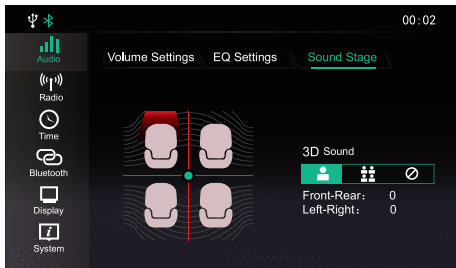 00:02
Audio
Volume Settings
EQ Settings
Sound Stage
Radio
Time
Bluetooth
Display
System
3D Sound
Front-Rear: 0
Left-Right: 0